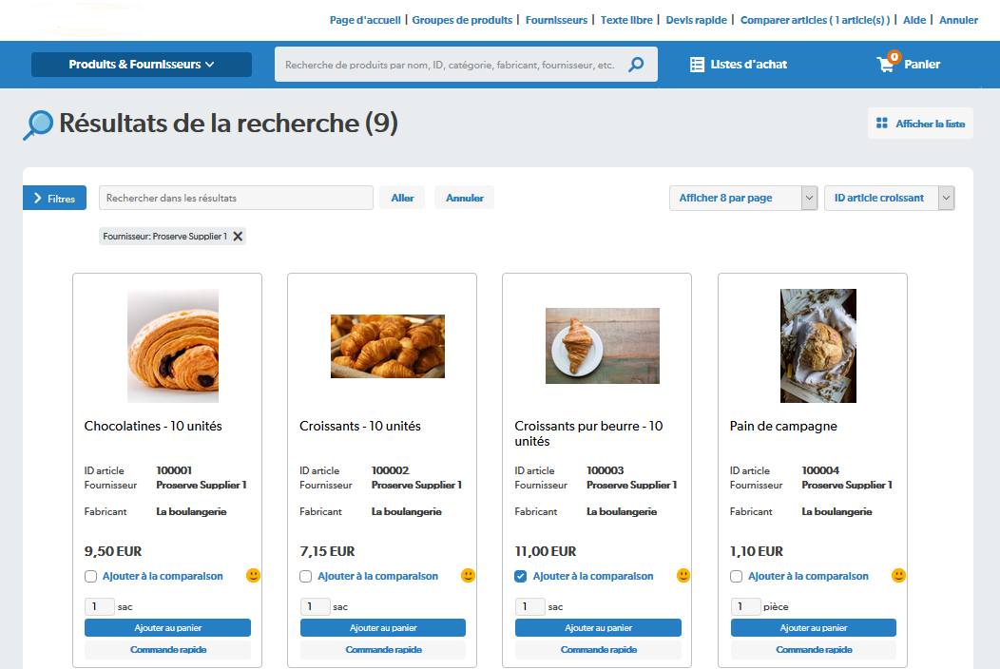 Page d'accueil | Groupes de produits | Fournisseurs | Texte libre | Devis rapide | Comparer articles ( 1 article(s) ) | Aide | Annuler
Produits & Fournisseurs
Recherche de produits par nom, ID, catégorie, fabricant, fournisseur, etc.
Listes d'achat
0
Panier
Résultats de la recherche (9)
Afficher la liste
Filtres
Rechercher dans les résultats
Aller
Annuler
Afficher 8 par page
ID article croissant
Fournisseur: Proserve Supplier 1
Chocolatines - 10 unités
ID article 100001
Fournisseur Proserve Supplier 1
Fabricant La boulangerie
9,50 EUR
Ajouter à la comparaison
1 sac
Ajouter au panier
Commande rapide
Croissants - 10 unités
ID article 100002
Fournisseur Proserve Supplier 1
Fabricant La boulangerie
7,15 EUR
Ajouter à la comparaison
1 sac
Ajouter au panier
Commande rapide
Croissants pur beurre - 10
unités
ID article 100003
Fournisseur Proserve Supplier 1
Fabricant La boulangerie
11,00 EUR
Ajouter à la comparaison
1 sac
Ajouter au panier
Commande rapide
Pain de campagne
ID article 100004
Fournisseur Proserve Supplier 1
Fabricant La boulangerie
1,10 EUR
Ajouter à la comparaison
1 pièce
Ajouter au panier
Commande rapide